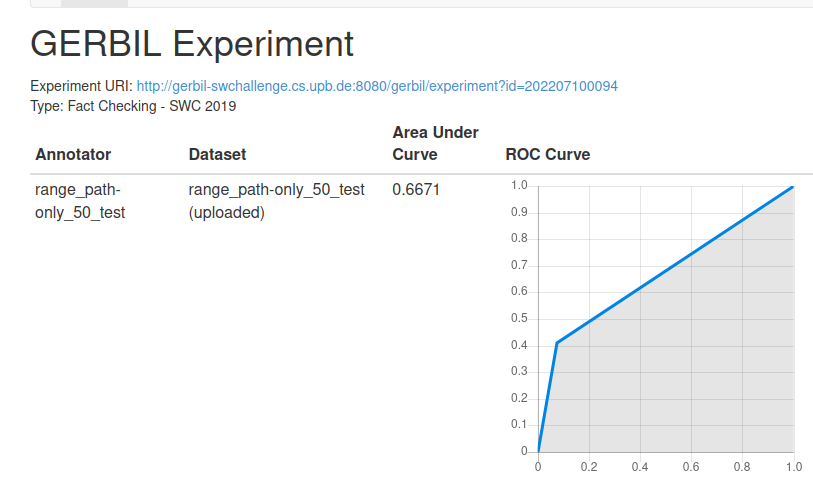 GERBIL Experiment
Experiment URI: http://gerbil-swchallenge.cs.upb.de:8080/gerbil/experiment?id=202207100094
Type: Fact Checking - SWC 2019
Annotator Dataset Area Under Curve ROC Curve
range_path-only_50_test range_path-only_50_test (uploaded) 0.6671
1.0
0.9
0.8
0.7
0.6
0.5
0.4
0.3
0.2
0.1
0
0 0.2 0.4 0.6 0.8 1.0